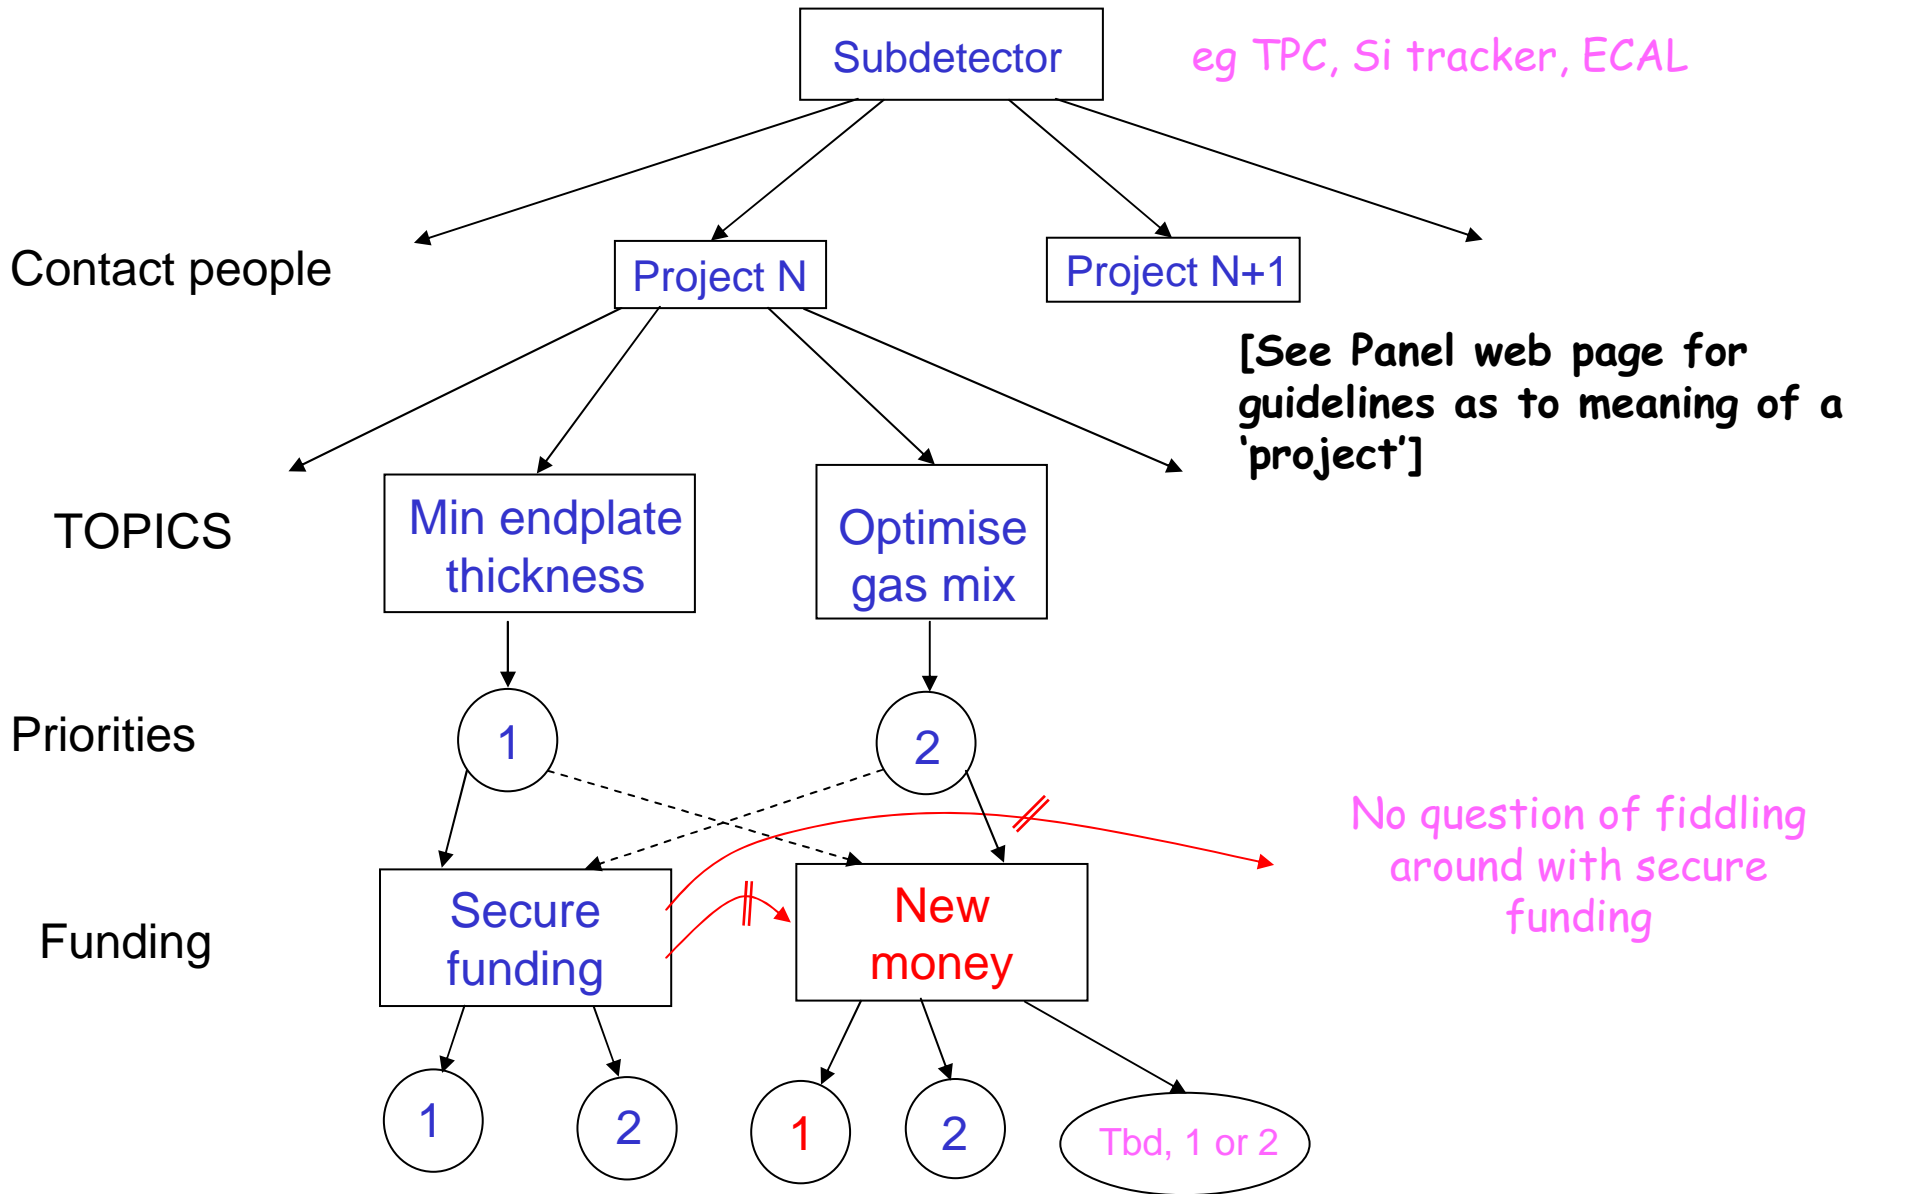 Subdetector
eg TPC, Si tracker, ECAL
Contact people
Project N
Project N+1
[See Panel web page for
guidelines as to meaning of a
‘project’]
TOPICS
Min endplate
thickness
Optimise
gas mix
Priorities
1
2
No question of fiddling
around with secure
funding
Funding
Secure
funding
New
money
1
2
1
2
Tbd, 1 or 2